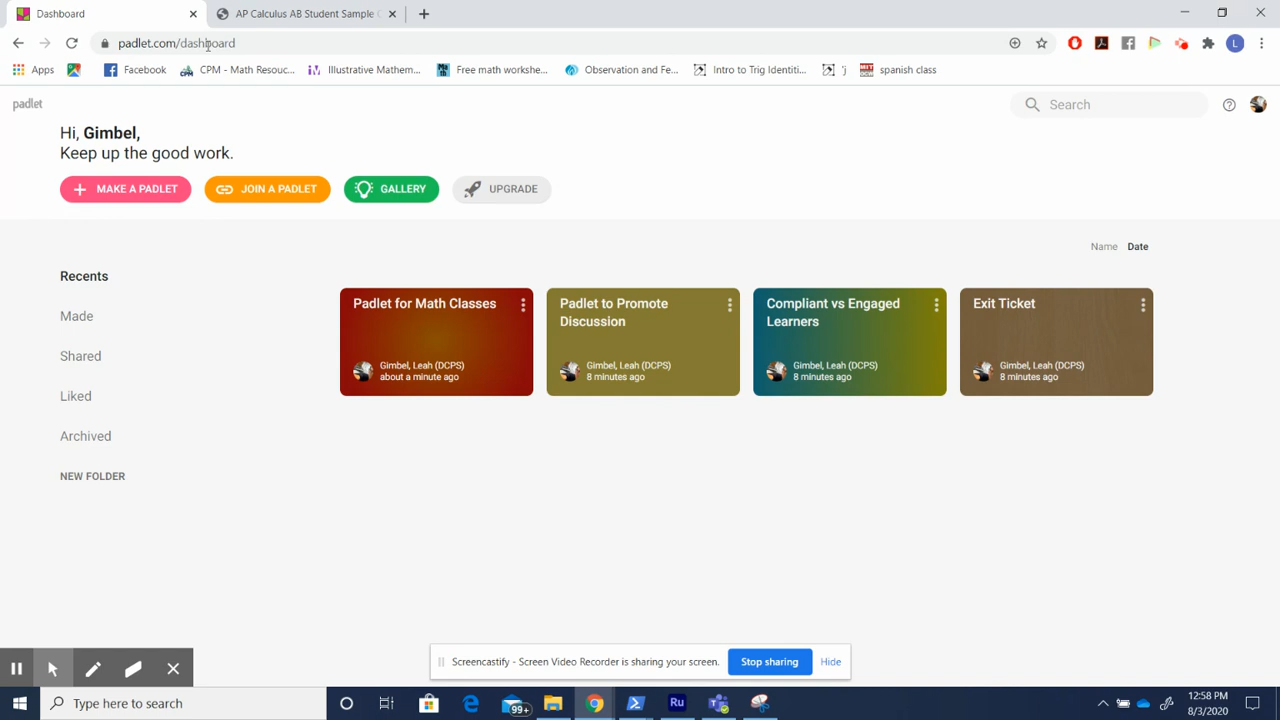 Dashboard
AP Calculus AB Student Sample
padlet.com/dashboard
L
Apps
Facebook
CPM - Math Resouc...
Illustrative Mathem...
Free math workshe...
Observation and Fe...
Intro to Trig Identiti...
'j
spanish class
padlet
Search
Hi, Gimbel,
Keep up the good work.
MAKE A PADLET
JOIN A PADLET
GALLERY
UPGRADE
Name
Date
Recents
Made
Shared
Liked
Archived
NEW FOLDER
Padlet for Math Classes
Gimbel, Leah (DCPS)
about a minute ago
Padlet to Promote
Discussion
Gimbel, Leah (DCPS)
8 minutes ago
Compliant vs Engaged
Learners
Gimbel, Leah (DCPS)
8 minutes ago
Exit Ticket
Gimbel, Leah (DCPS)
8 minutes ago
Screencastify - Screen Video Recorder is sharing your screen.
Stop sharing
Hide
Type here to search
99+
Ru
12:58 PM
8/3/2020